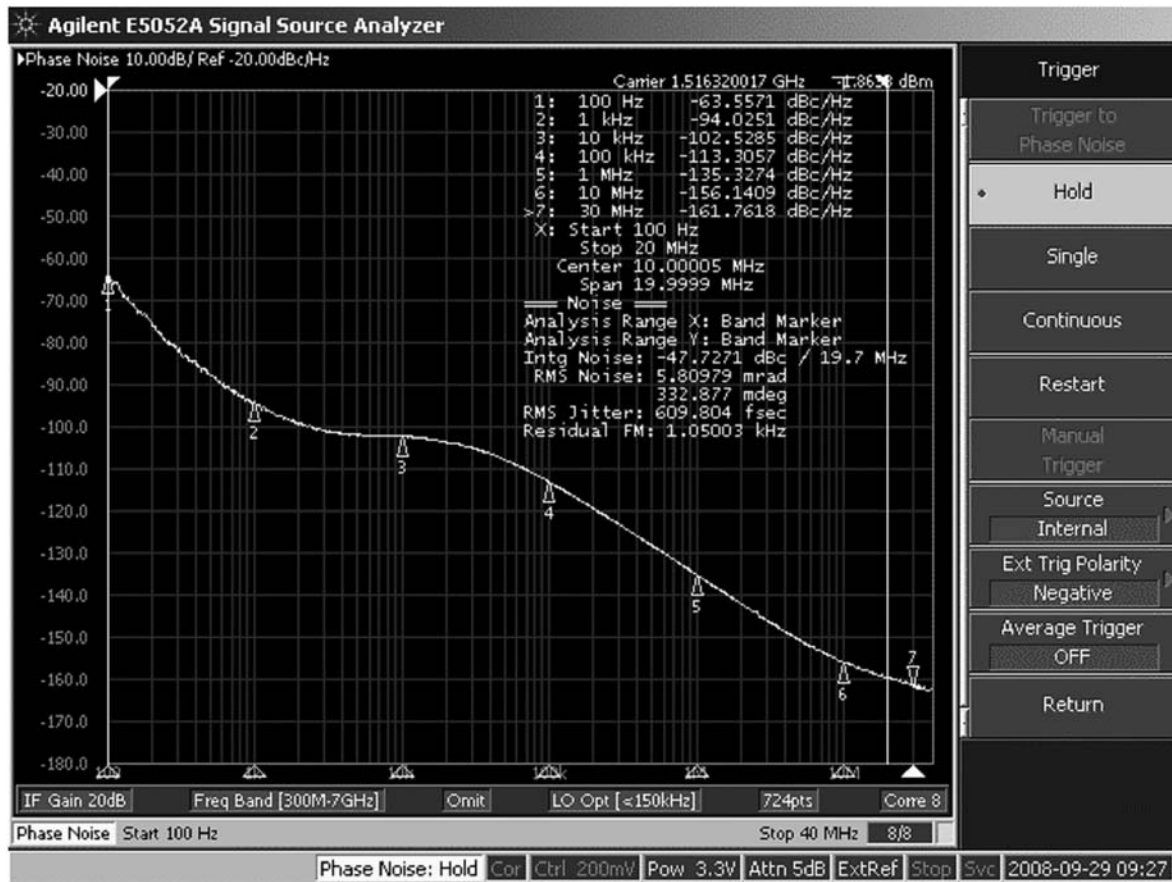 Agilent E5052A Signal Source Analyzer
Phase Noise 10.00dB/ Ref -20.00dBc/Hz
Carrier 1.516320017 GHz
dBm
-20.00
-30.00
-40.00
-50.00
-60.00
-70.00
-80.00
-90.00
-100.0
-110.0
-120.0
-130.0
-140.0
-150.0
-160.0
-170.0
-180.0
1: 100 Hz -63.5571 dBc/Hz
2: 1 kHz -94.0251 dBc/Hz
3: 10 kHz -102.5285 dBc/Hz
4: 100 kHz -113.3057 dBc/Hz
5: 1 MHz -135.3274 dBc/Hz
6: 10 MHz -156.1409 dBc/Hz
>7: 30 MHz -161.7618 dBc/Hz
X: Start 100 Hz
Stop 20 MHz
Center 10.00005 MHz
Span 19.9999 MHz
=== Noise ===
Analysis Range X: Band Marker
Analysis Range Y: Band Marker
Intg Noise: -47.7271 dBc / 19.7 MHz
RMS Noise: 5.80979 mrad
332.877 mdeg
RMS Jitter: 609.804 fsec
Residual FM: 1.05003 kHz
1
2
3
4
5
6
7
IF Gain 20dB
Freq Band [300M-7GHz]
Omit
LO Opt [<150kHz]
724pts
Corre 8
Phase Noise Start 100 Hz
Stop 40 MHz
8/8
Phase Noise: Hold
Cor
Ctrl 200mV
Pow 3.3V
Attn 5dB
ExtRef
Stop
Svc
2008-09-29 09:27
Trigger
Trigger to
Phase Noise
Hold
Single
Continuous
Restart
Manual
Trigger
Source
Internal
Ext Trig Polarity
Negative
Average Trigger
OFF
Return